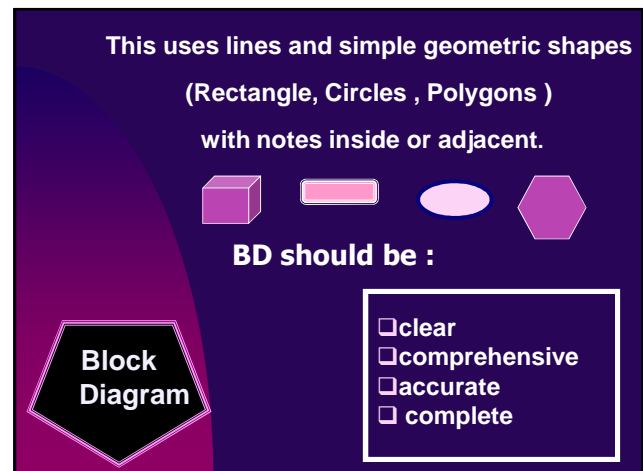 This uses lines and simple geometric shapes
(Rectangle, Circles , Polygons )
with notes inside or adjacent.
BD should be :
❑clear
❑comprehensive
❑accurate
❑ complete
Block
Diagram